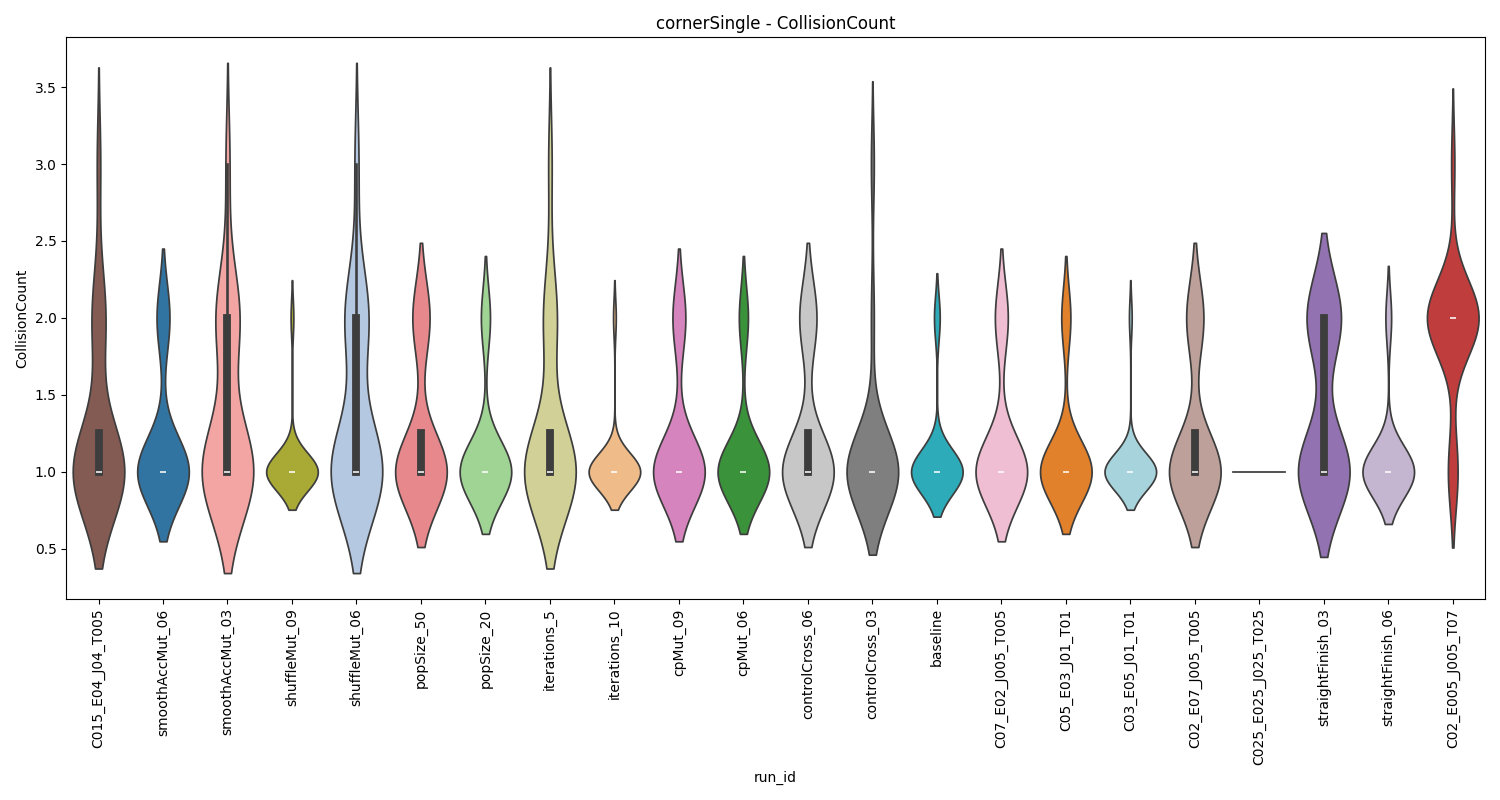 cornerSingle - CollisionCount
CollisionCount
3.5
3.0
2.5
2.0
1.5
1.0
0.5
C015_E04_J04_T005
smoothAccMut_06
smoothAccMut_03
shuffleMut_09
shuffleMut_06
popSize_50
popSize_20
iterations_5
iterations_10
cpMut_09
cpMut_06
controlCross_06
controlCross_03
baseline
C07_E02_J005_T005
C05_E03_J01_T01
C03_E05_J01_T01
C02_E07_J005_T005
C025_E025_J025_T025
straightFinish_03
straightFinish_06
C02_E005_J005_T07
run_id